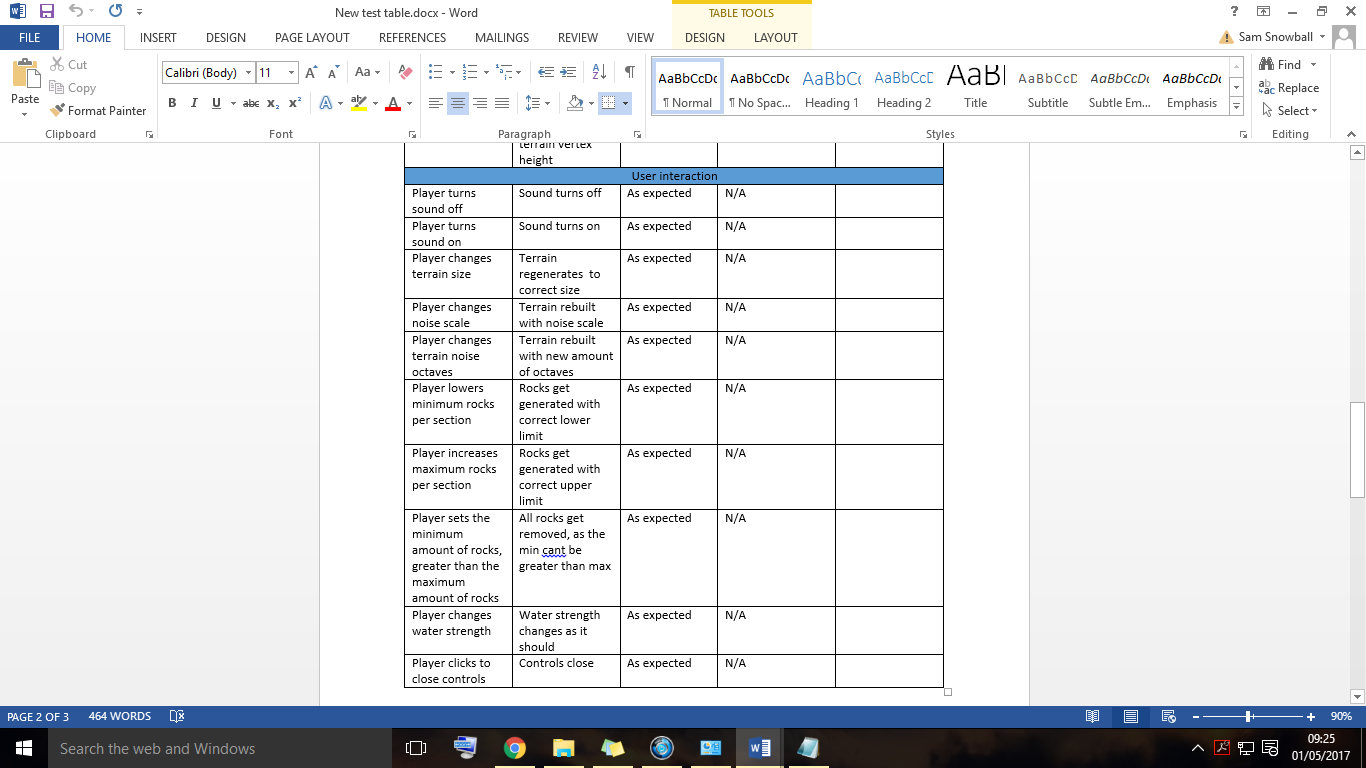 New test table.docx - Word
TABLE TOOLS
?
FILE
HOME
INSERT
DESIGN
PAGE LAYOUT
REFERENCES
MAILINGS
REVIEW
VIEW
DESIGN
LAYOUT
Sam Snowball
Paste
Cut
Copy
Format Painter
Clipboard
Calibri (Body)
11
Font
Paragraph
AaBbCcDc
¶ Normal
AaBbCcDc
¶ No Spac...
AaBbCc
Heading 1
AaBbCcD
Heading 2
AaBl
Title
AaBbCcD
Subtitle
AaBbCcDc
Subtle Em...
AaBbCcDc
Emphasis
Styles
Find
Replace
Select
Editing
terrain vertex
height
User interaction
Player turns
sound off
Sound turns off
As expected
N/A
Player turns
sound on
Sound turns on
As expected
N/A
Player changes
terrain size
Terrain
regenerates to
correct size
As expected
N/A
Player changes
noise scale
Terrain rebuilt
with noise scale
As expected
N/A
Player changes
terrain noise
octaves
Terrain rebuilt
with new amount
of octaves
As expected
N/A
Player lowers
minimum rocks
per section
Rocks get
generated with
correct lower
limit
As expected
N/A
Player increases
maximum rocks
per section
Rocks get
generated with
correct upper
limit
As expected
N/A
Player sets the
minimum
amount of rocks,
greater than the
maximum
amount of rocks
All rocks get
removed, as the
min cant be
greater than max
As expected
N/A
Player changes
water strength
Water strength
changes as it
should
As expected
N/A
Player clicks to
close controls
Controls close
As expected
N/A
PAGE 2 OF 3
464 WORDS
90%
Search the web and Windows
09:25
01/05/2017